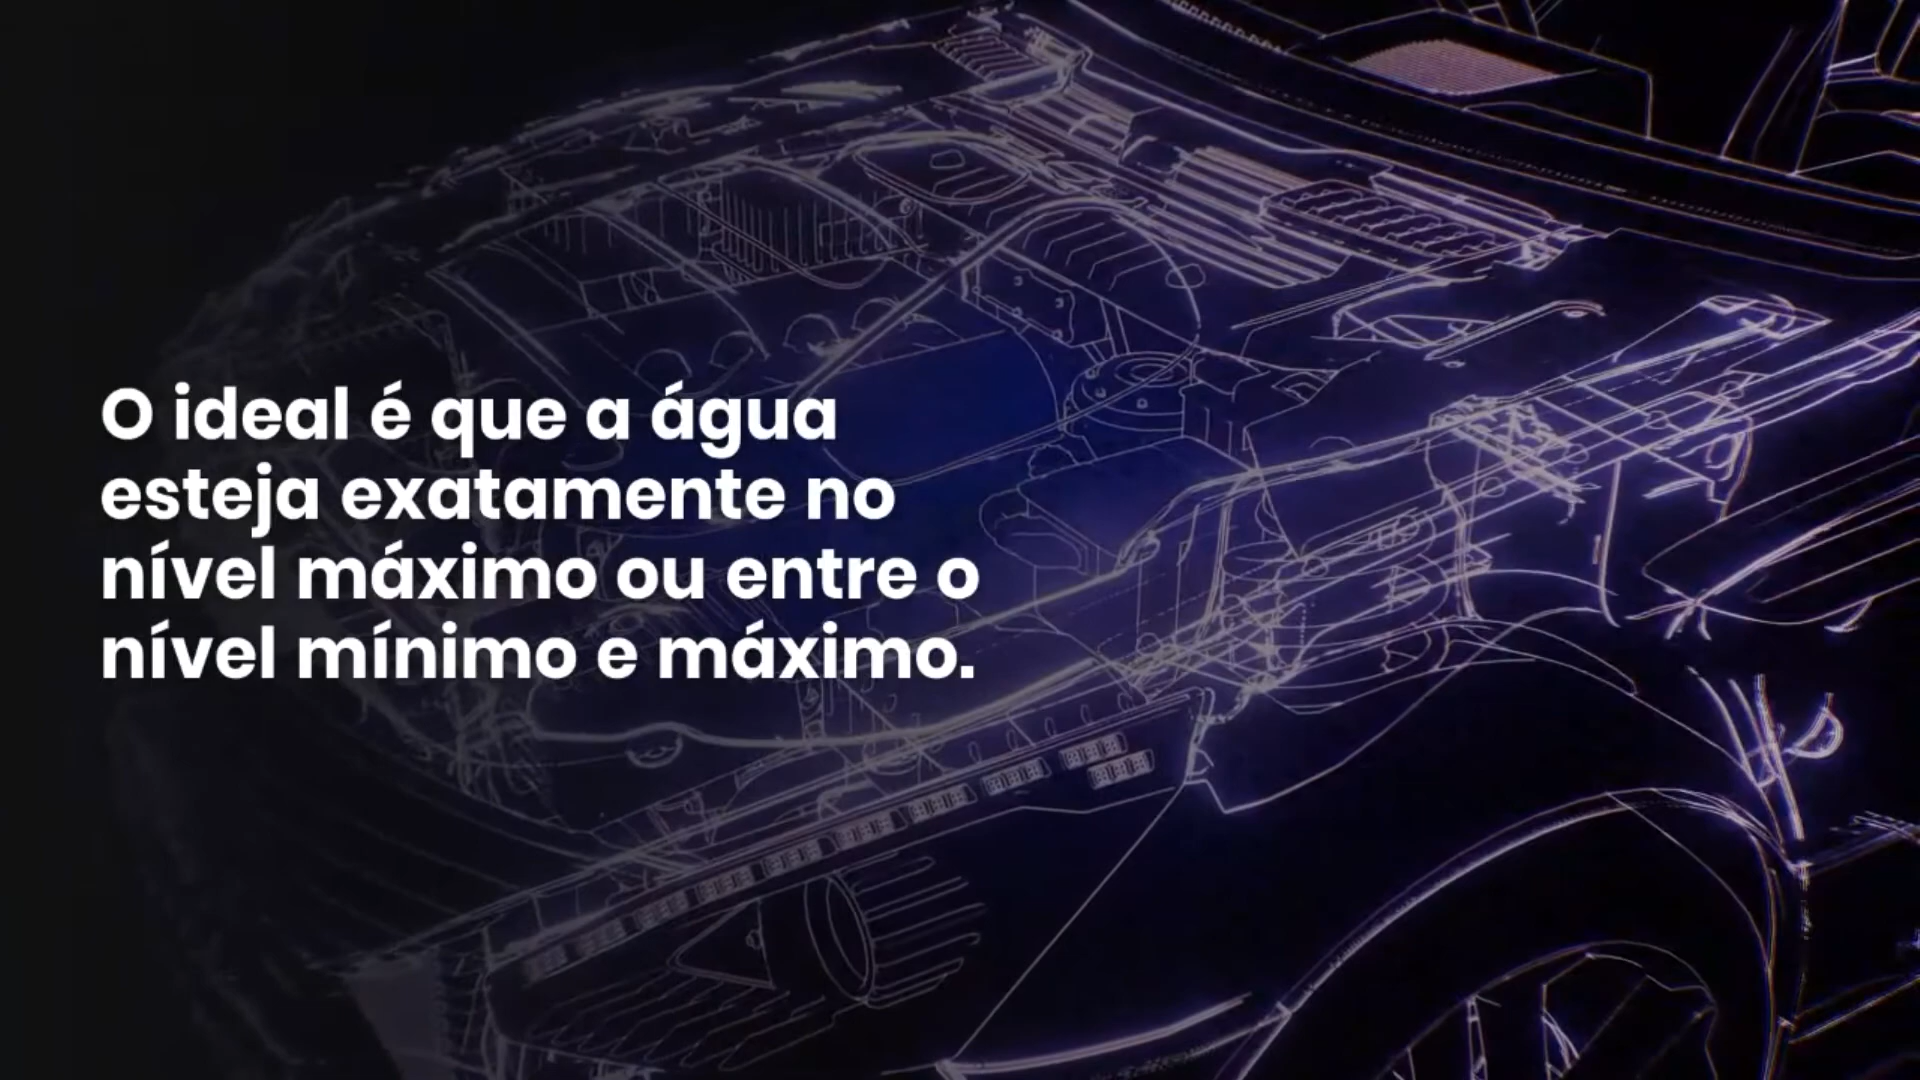 O ideal é que a água
esteja exatamente no
nível máximo ou entre o
nível mínimo e máximo.